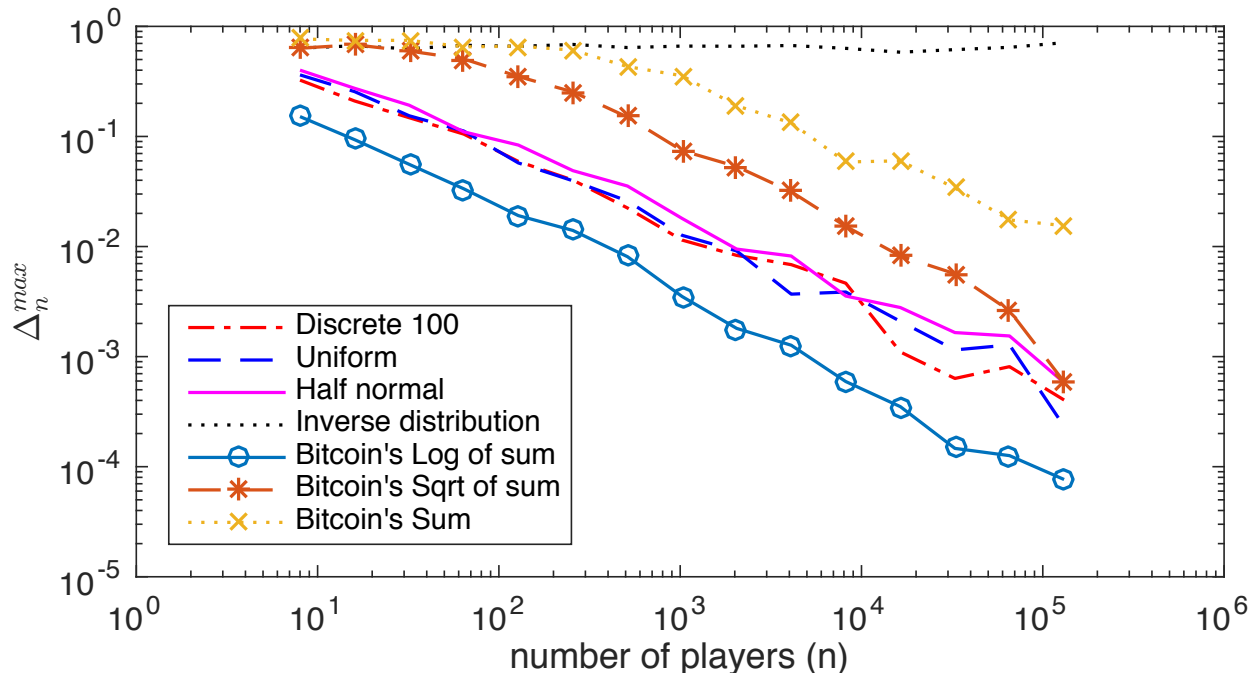 10^0
10^-1
10^-2
10^-3
10^-4
10^-5
Δ_n^max
Discrete 100
Uniform
Half normal
Inverse distribution
Bitcoin's Log of sum
Bitcoin's Sqrt of sum
Bitcoin's Sum
10^0 10^1 10^2 10^3 10^4 10^5 10^6
number of players (n)